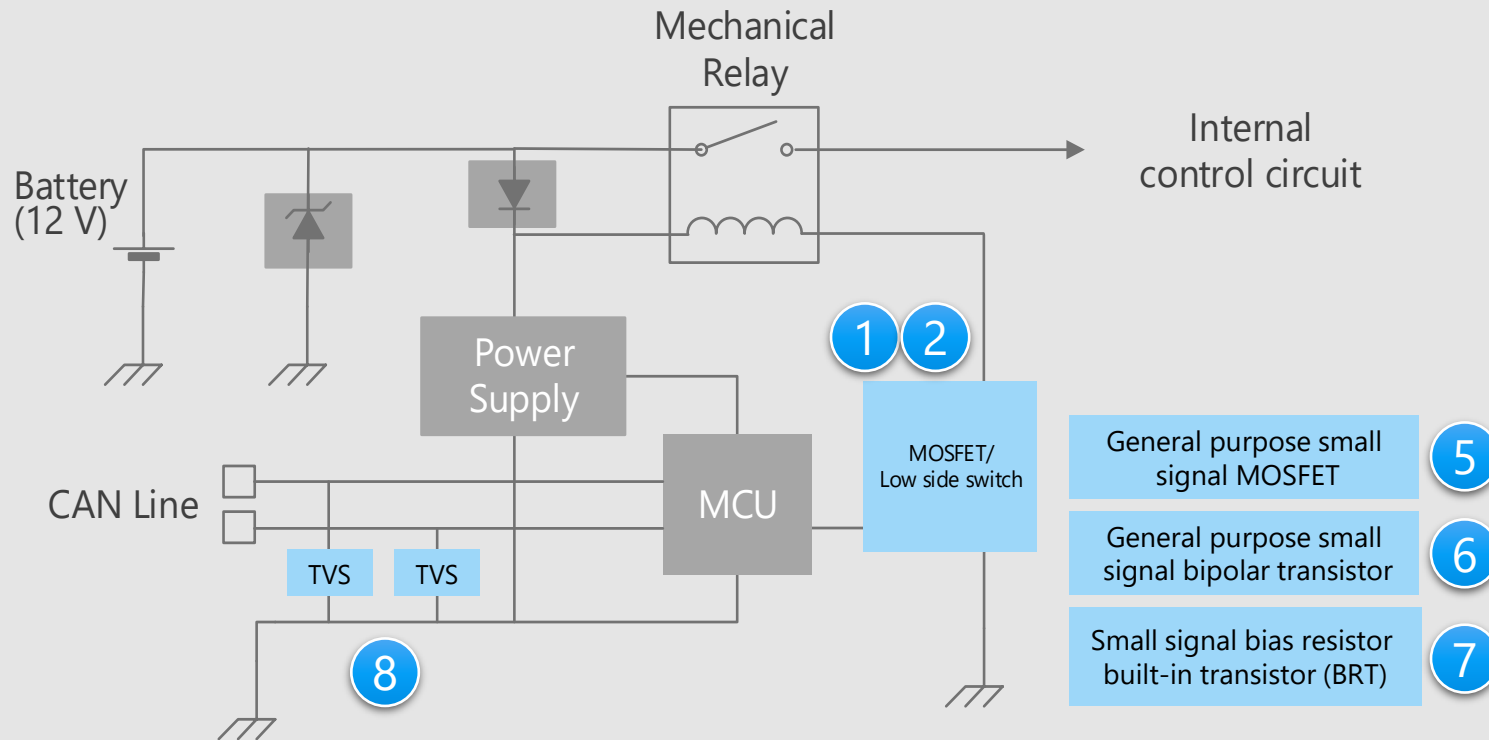 Mechanical
Relay
Internal
control circuit
Battery
(12 V)
1
2
Power
Supply
MOSFET/
Low side switch
General purpose small
signal MOSFET
5
CAN Line
MCU
General purpose small
signal bipolar transistor
6
TVS
TVS
Small signal bias resistor
built-in transistor (BRT)
7
8